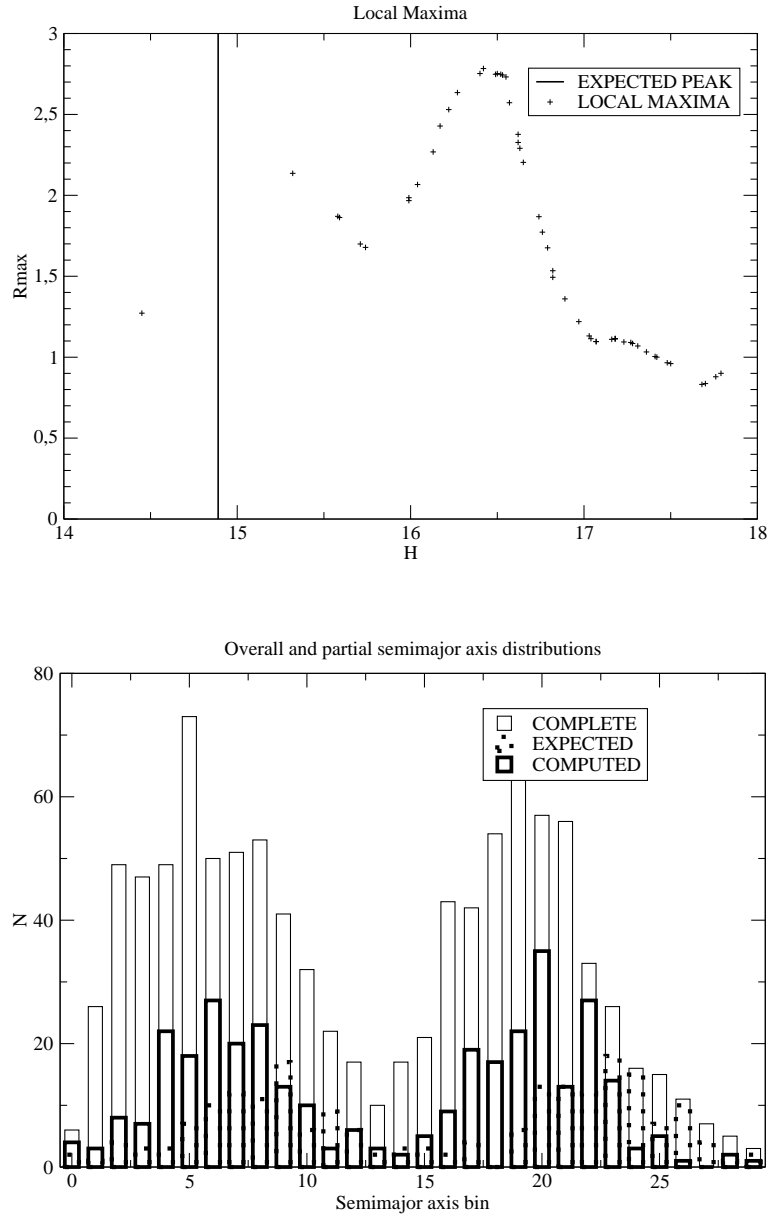 Local Maxima
3
2,5
2
1,5
1
0,5
0
Rmax
14
15
16
17
18
H
EXPECTED PEAK
LOCAL MAXIMA
Overall and partial semimajor axis distributions
80
60
40
20
0
N
0
5
10
15
20
25
Semimajor axis bin
COMPLETE
EXPECTED
COMPUTED